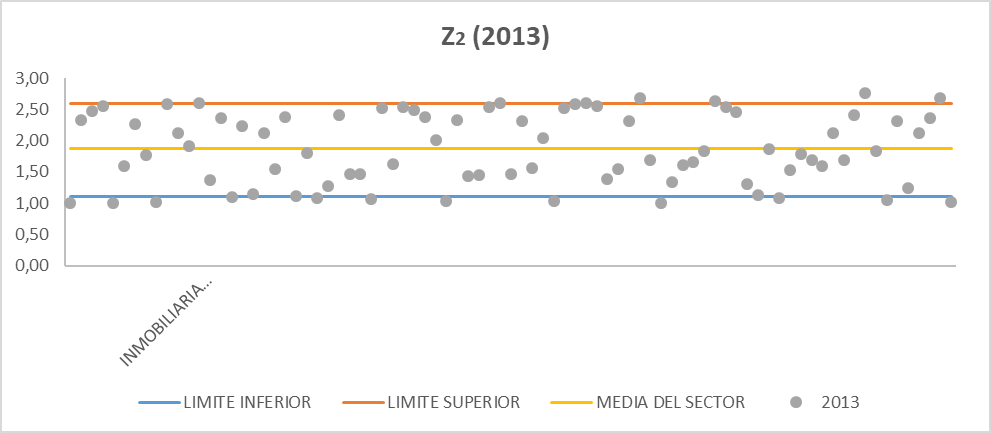 Z2 (2013)
3,00
2,50
2,00
1,50
1,00
0,50
0,00
INMOBILIARIA...
LIMITE INFERIOR
LIMITE SUPERIOR
MEDIA DEL SECTOR
2013